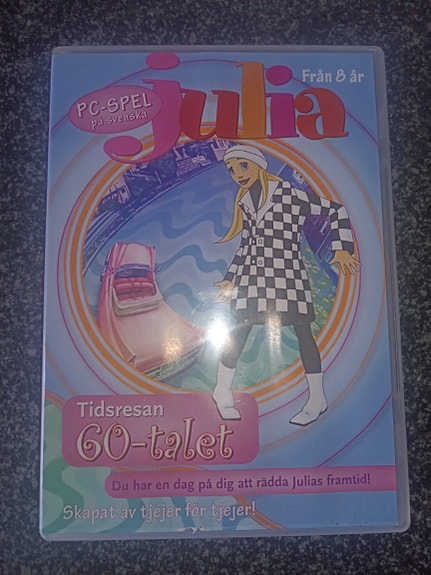 PC-SPEL
på svenska
julia
Från 8 år
Tidsresan
60-talet
Du har en dag på dig att rädda Julias framtid!
Skapat av tjejer för tjejer!